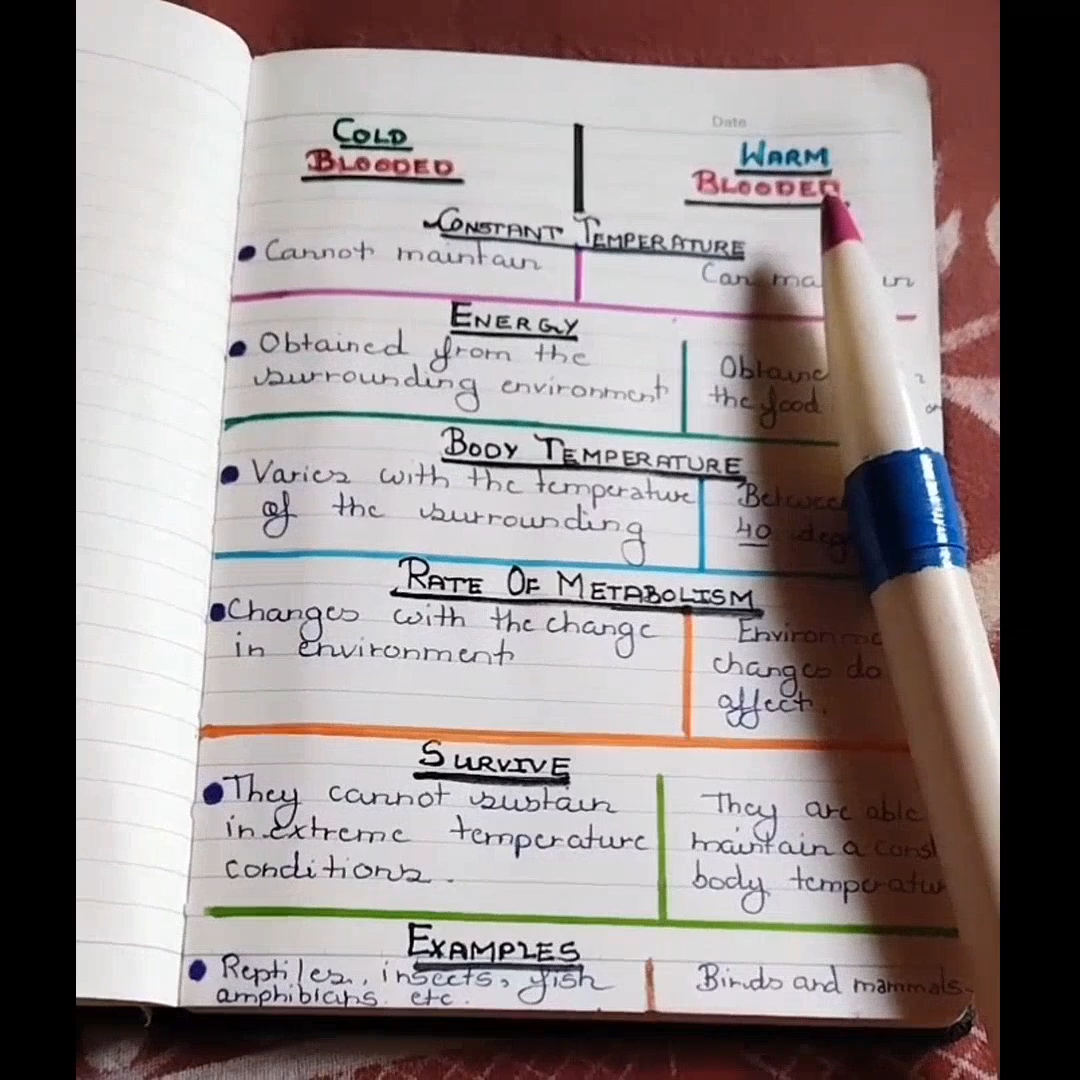 Date
COLD
BLOODED
WARM
BLOODED
CONSTANT TEMPERATURE
Cannot maintain
Can
ENERGY
Obtained from the
surrounding environment
the food
BODY TEMPERATURE
Varies with the temperature
of the surrounding
40
RATE OF METABOLISM
Changes with the change
in environment
changes do
affect.
SURVIVE
They cannot sustain
in extreme temperature
conditions.
They are able
maintain a
body
EXAMPLES
Reptiles, insects, fish
amphibians etc.
Birds and mammals